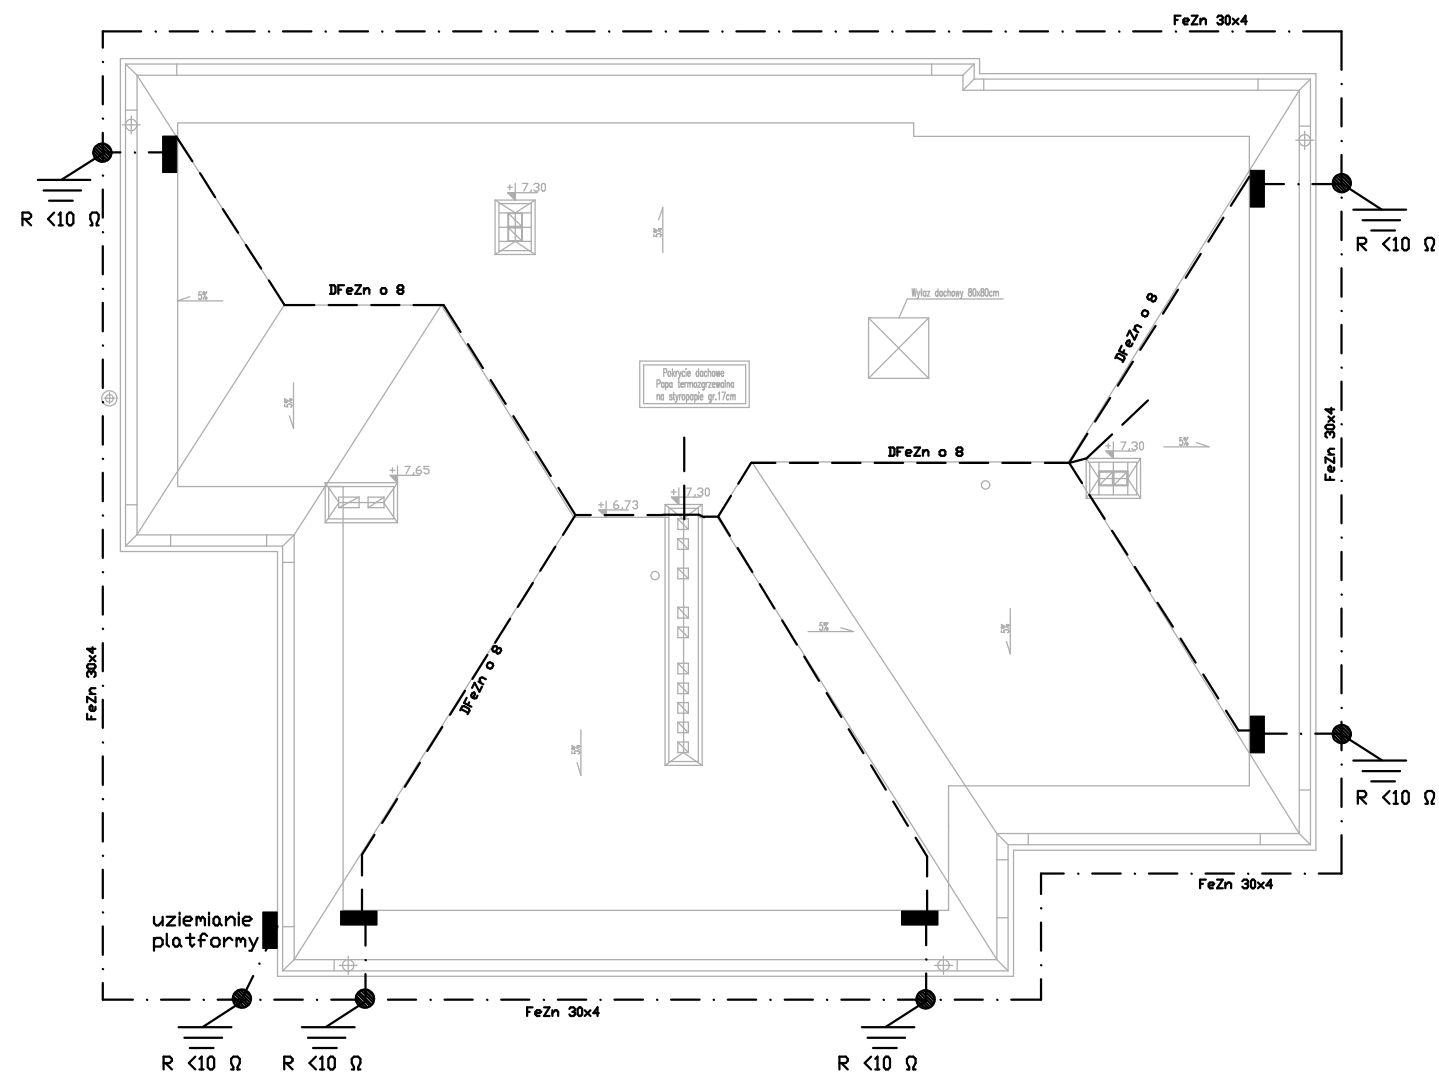 FeZn 30x4
R <10 Ω
+| 7,30
5%
R <10 Ω
5%
DFeZn o 8
Wyłaz dachowy 80x80cm
DFeZn o 8
Pokrycie dachowe
Papa termozgrzewalna
na styropapie gr.17cm
5%
FeZn 30x4
DFeZn o 8
+| 7,30
5%
+| 7,65
+| 7,30
+| 6,73
5%
5%
FeZn 30x4
DFeZn o 8
5%
R <10 Ω
FeZn 30x4
uziemianie
platformy
FeZn 30x4
R <10 Ω
R <10 Ω
R <10 Ω